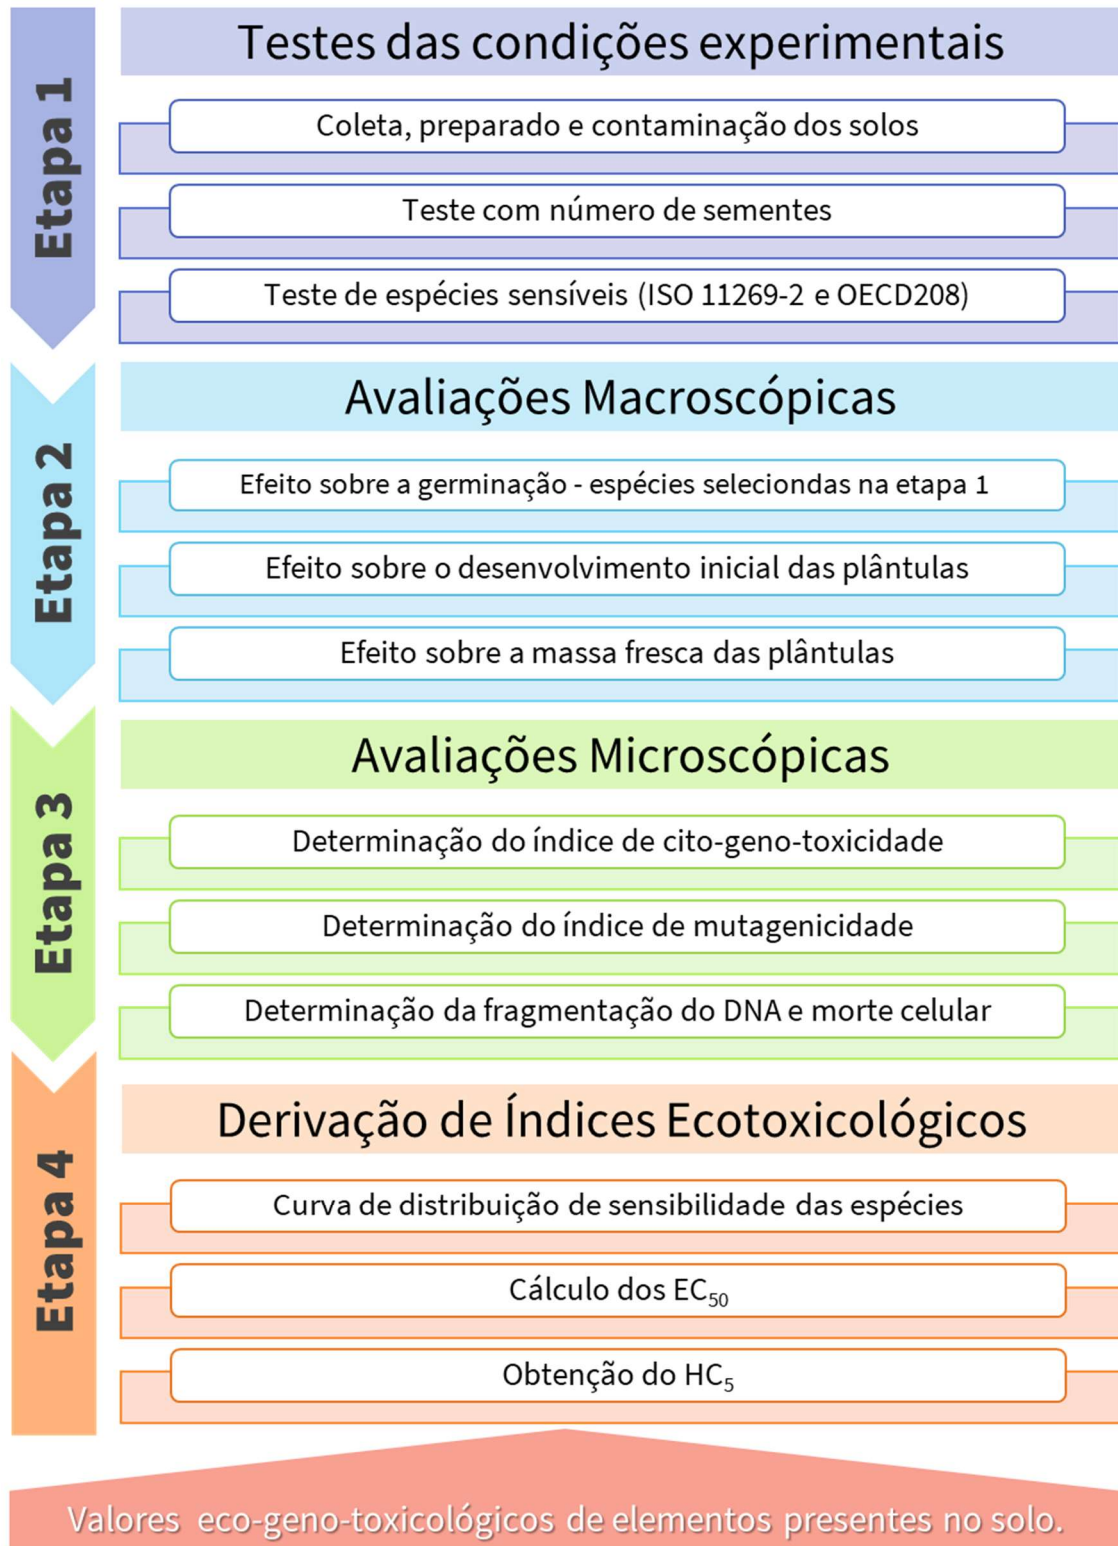 Etapa 1
Testes das condições experimentais
Coleta, preparado e contaminação dos solos
Teste com número de sementes
Teste de espécies sensíveis (ISO 11269-2 e OECD208)
Etapa 2
Avaliações Macroscópicas
Efeito sobre a germinação - espécies seleciondas na etapa 1
Efeito sobre o desenvolvimento inicial das plântulas
Efeito sobre a massa fresca das plântulas
Etapa 3
Avaliações Microscópicas
Determinação do índice de cito-geno-toxicidade
Determinação do índice de mutagenicidade
Determinação da fragmentação do DNA e morte celular
Etapa 4
Derivação de Índices Ecotoxicológicos
Curva de distribuição de sensibilidade das espécies
Cálculo dos EC₅₀
Obtenção do HC₅
Valores eco-geno-toxicológicos de elementos presentes no solo.